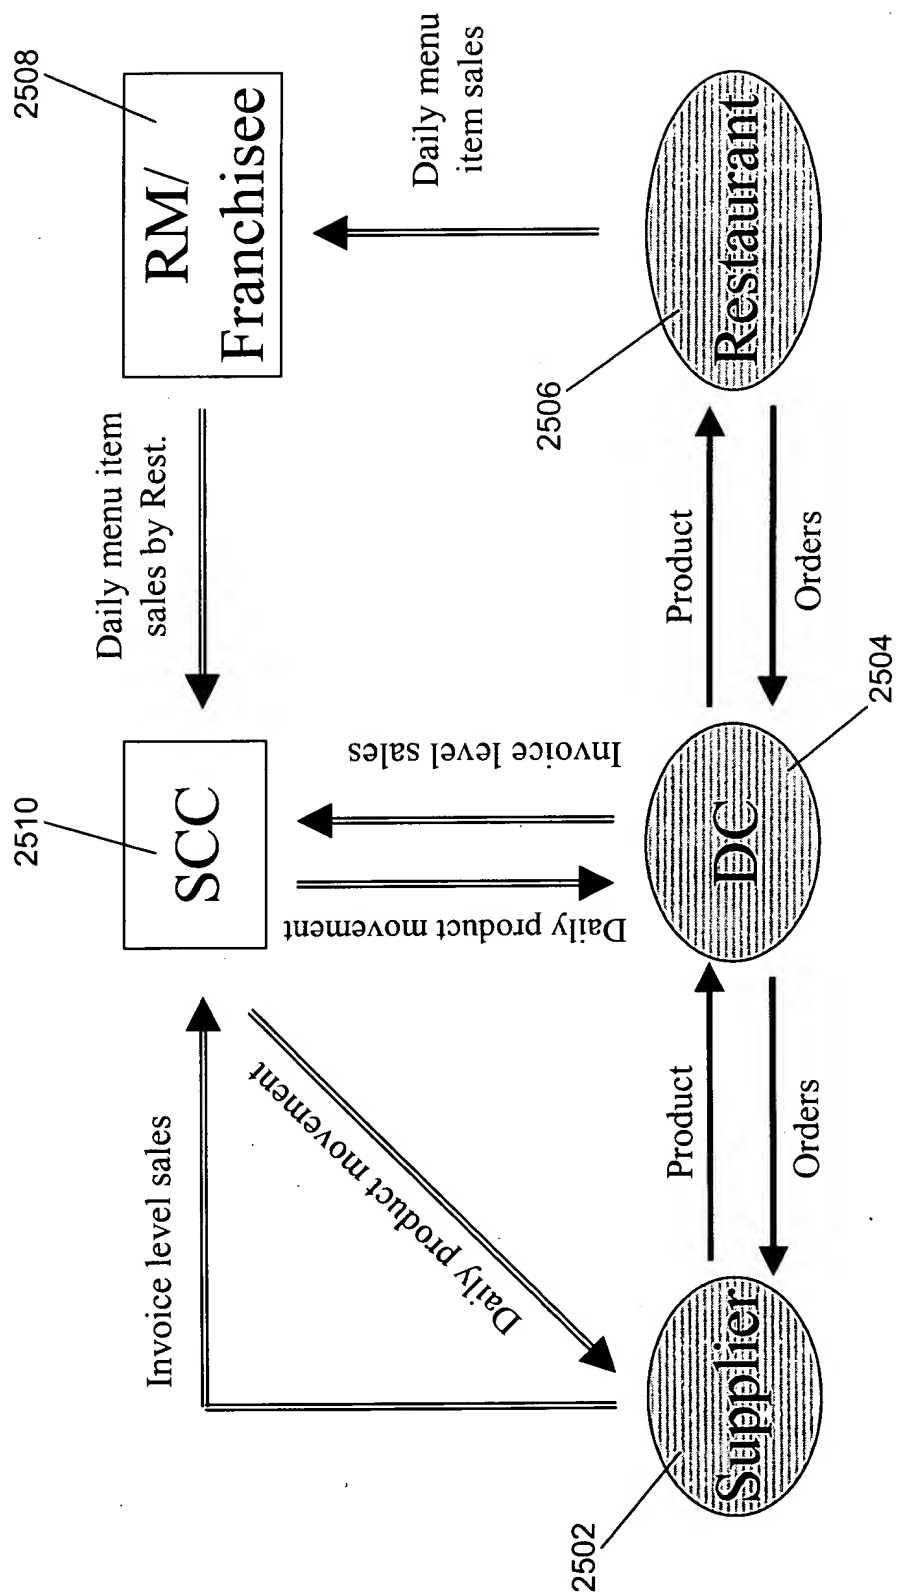 2510
2508
SCC
Daily menu item
sales by Rest.
RM/
Franchisee
Invoice level sales
Daily product movement
Daily product movement
Invoice level sales
Daily menu
item sales
2502
Supplier
Product
Orders
DC
2504
Product
Orders
2506
Restaurant